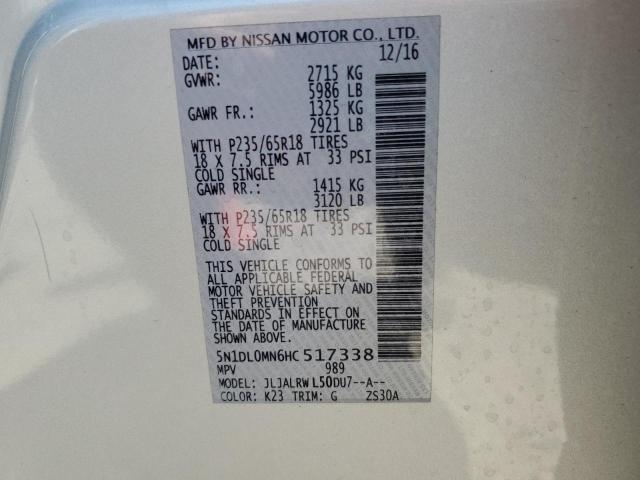 MFD BY NISSAN MOTOR CO., LTD.
DATE: 12/16
GVWR: 2715 KG
5986 LB
GAWR FR.: 1325 KG
2921 LB
WITH P235/65R18 TIRES
18 X 7.5 RIMS AT 33 PSI
COLD SINGLE
GAWR RR.: 1415 KG
3120 LB
WITH P235/65R18 TIRES
18 X 7.5 RIMS AT 33 PSI
COLD SINGLE
THIS VEHICLE CONFORMS TO
ALL APPLICABLE FEDERAL
MOTOR VEHICLE SAFETY AND
THEFT PREVENTION
STANDARDS IN EFFECT ON
THE DATE OF MANUFACTURE
SHOWN ABOVE.
5N1DL0MN6HC517338
MPV 989
MODEL: JLJALRWL50DU7--A--
COLOR: K23 TRIM: G ZS30A